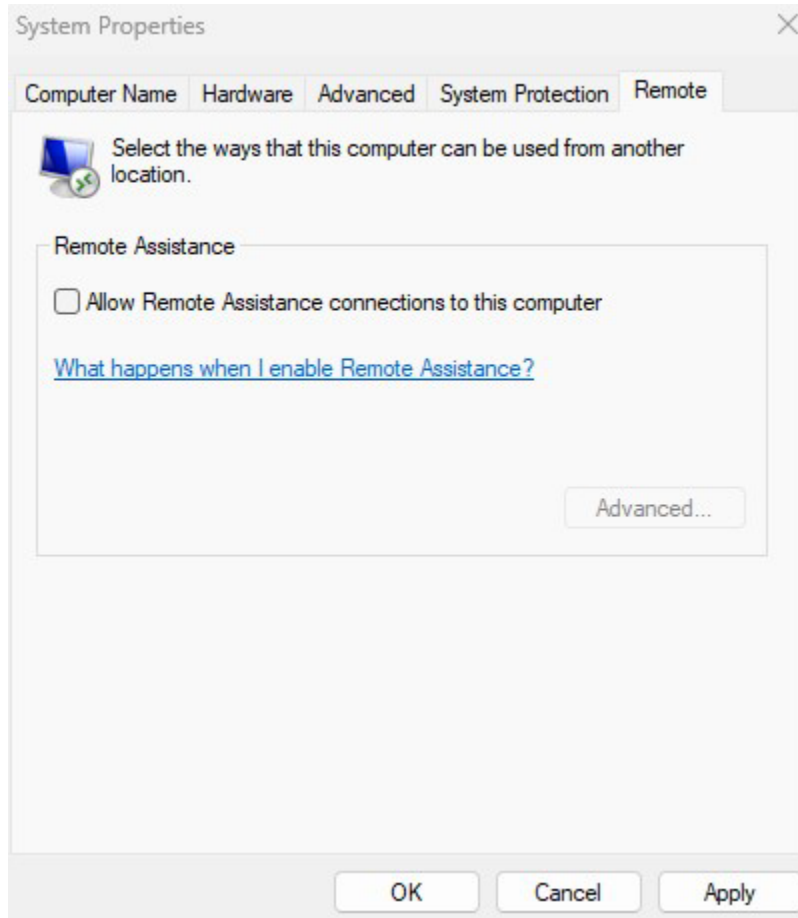 System Properties
Computer Name Hardware Advanced System Protection Remote
Select the ways that this computer can be used from another
location.
Remote Assistance
Allow Remote Assistance connections to this computer
What happens when I enable Remote Assistance?
Advanced...
OK Cancel Apply